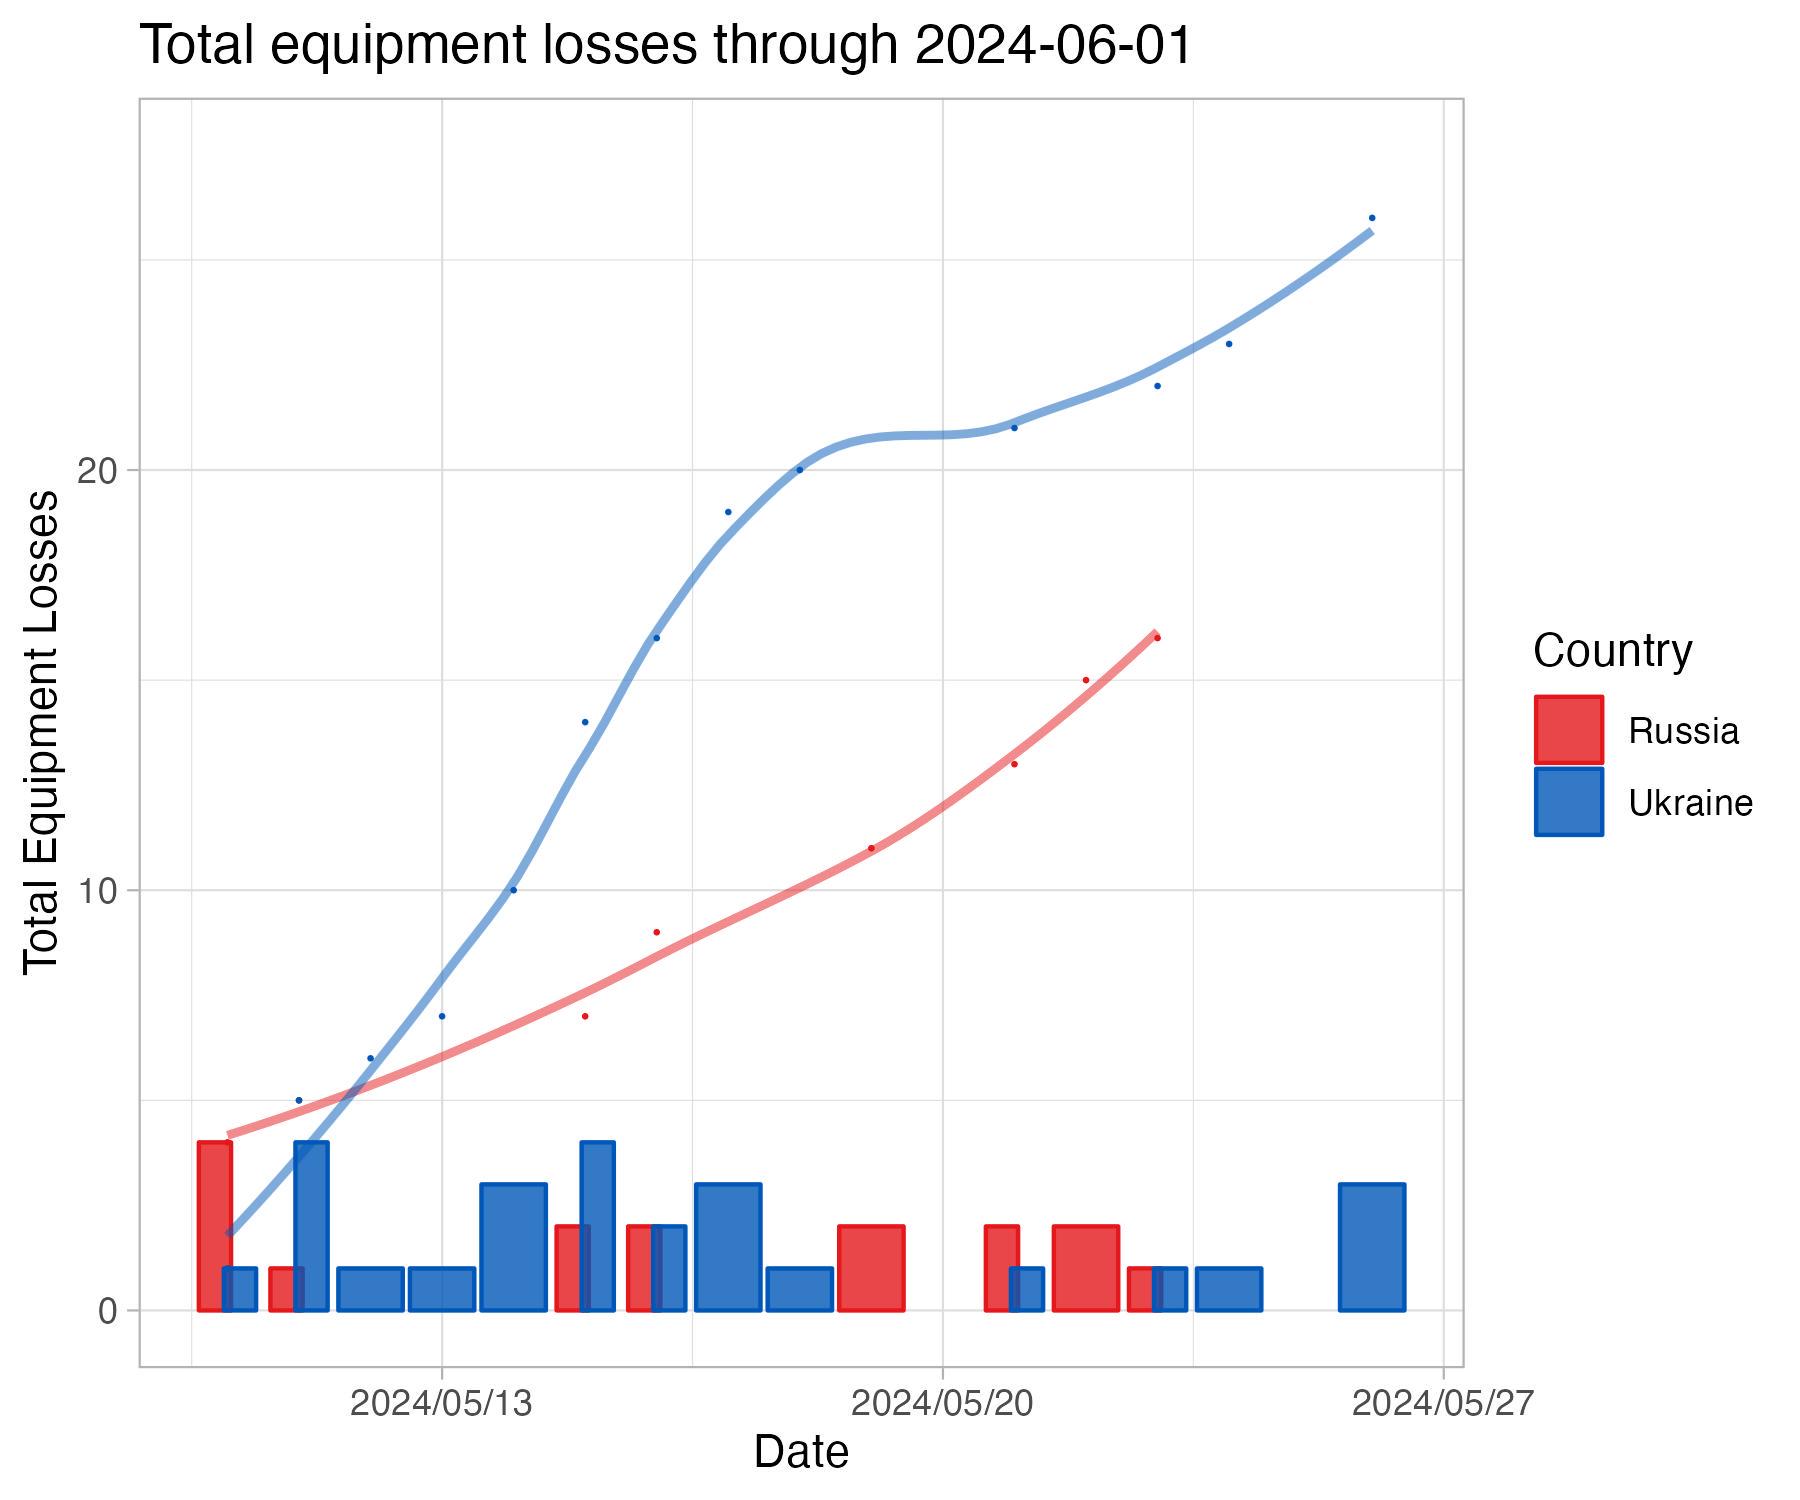 Total equipment losses through 2024-06-01
Total Equipment Losses
20
10
0
2024/05/13
2024/05/20
2024/05/27
Date
Country
Russia
Ukraine